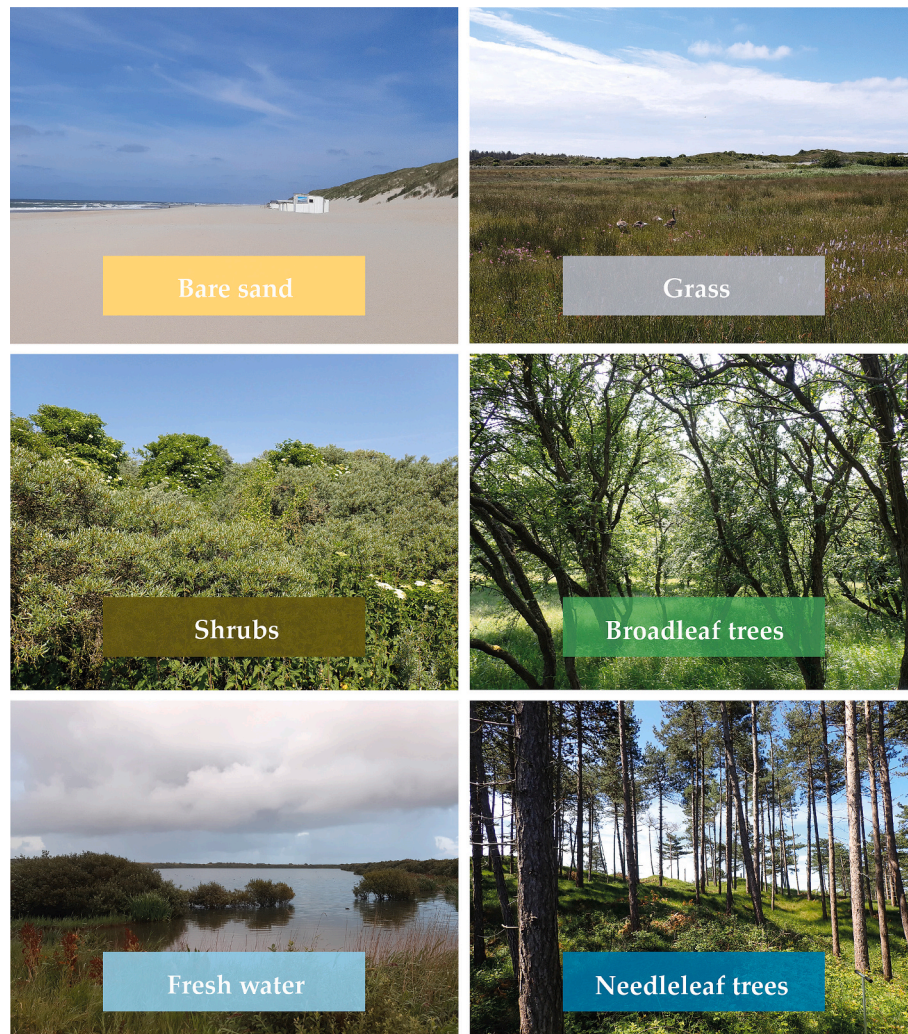 Bare sand
Grass
Shrubs
Broadleaf trees
Fresh water
Needleleaf trees